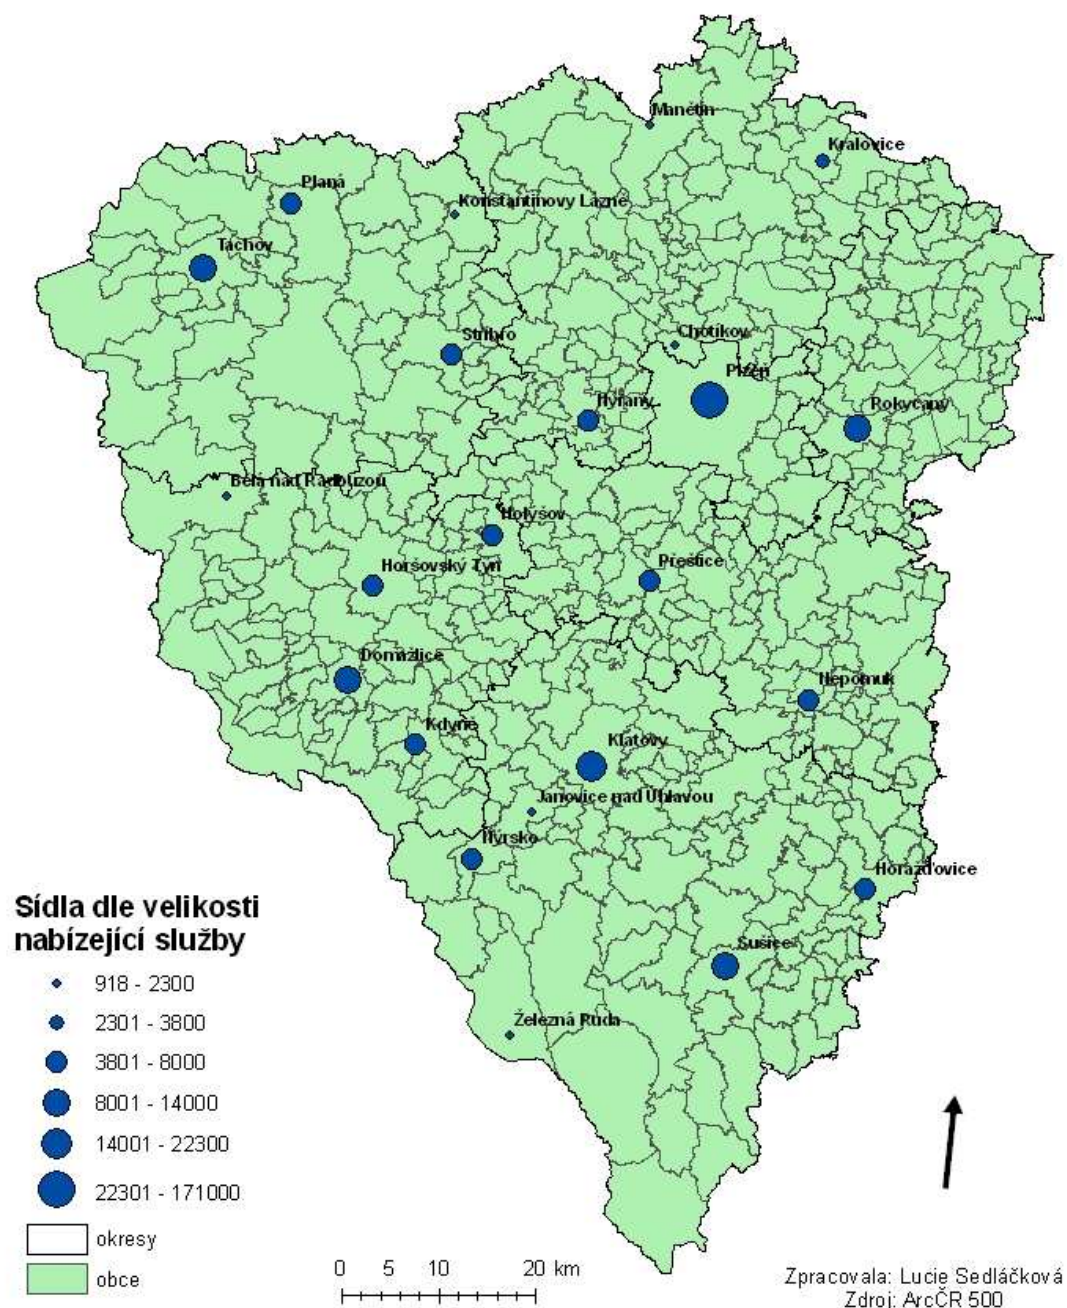 Manětín
Kralovice
Planá
Konstantinovy Lázně
Tachov
Stříbro
Chotíkov
Plzeň
Nýřany
Rokycany
Bělá nad Radbuzou
Holýšov
Horšovský Týn
Přeštice
Domažlice
Nepomuk
Kdyně
Klatovy
Janovice nad Úhlavou
Nýrsko
Horažďovice
Sušice
Železná Ruda
Sídla dle velikosti
nabízející služby
918 - 2300
2301 - 3800
3801 - 8000
8001 - 14000
14001 - 22300
22301 - 171000
okresy
obce
0 5 10 20 km
Zpracovala: Lucie Sedláčková
Zdroj: ArcČR 500